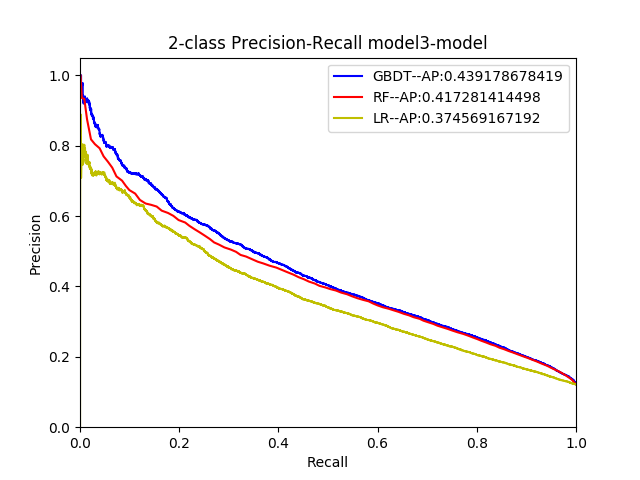 2-class Precision-Recall model3-model
GBDT--AP:0.439178678419
RF--AP:0.417281414498
LR--AP:0.374569167192
1.0
0.8
0.6
0.4
0.2
0.0
Precision
0.0 0.2 0.4 0.6 0.8 1.0
Recall